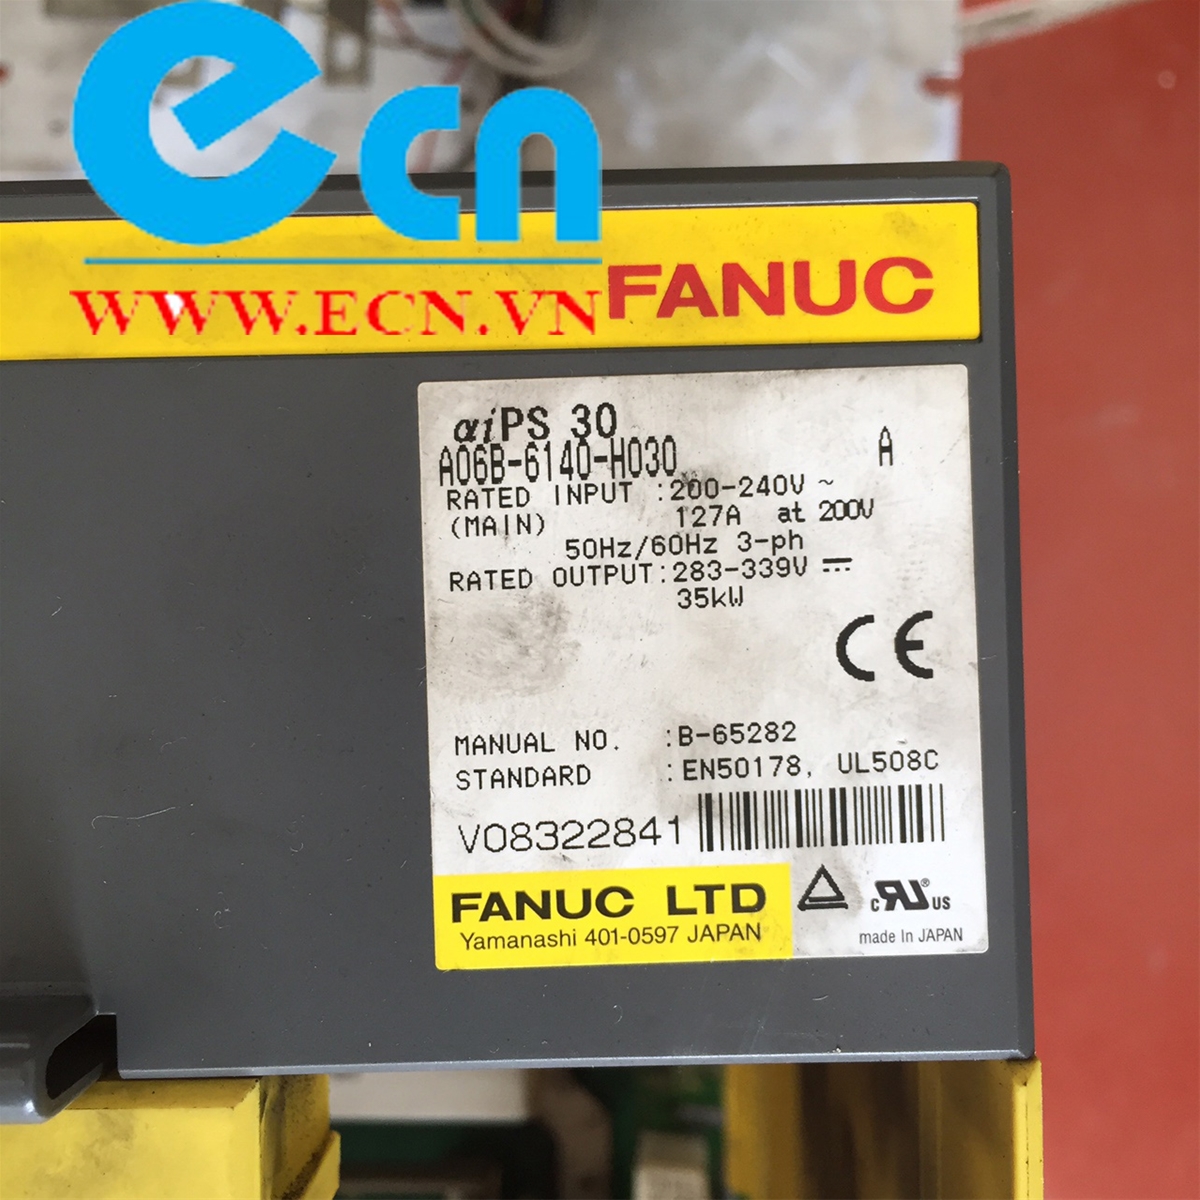 ecn
WWW.ECN.VN
FANUC
αiPS 30
A06B-6140-H030 A
RATED INPUT :200-240V ~
(MAIN) 127A at 200V
50Hz/60Hz 3-ph
RATED OUTPUT:283-339V ⎓
35kW
CE
MANUAL NO. :B-65282
STANDARD :EN50178, UL508C
V08322841
FANUC LTD
Yamanashi 401-0597 JAPAN
c RU ® US
made in JAPAN